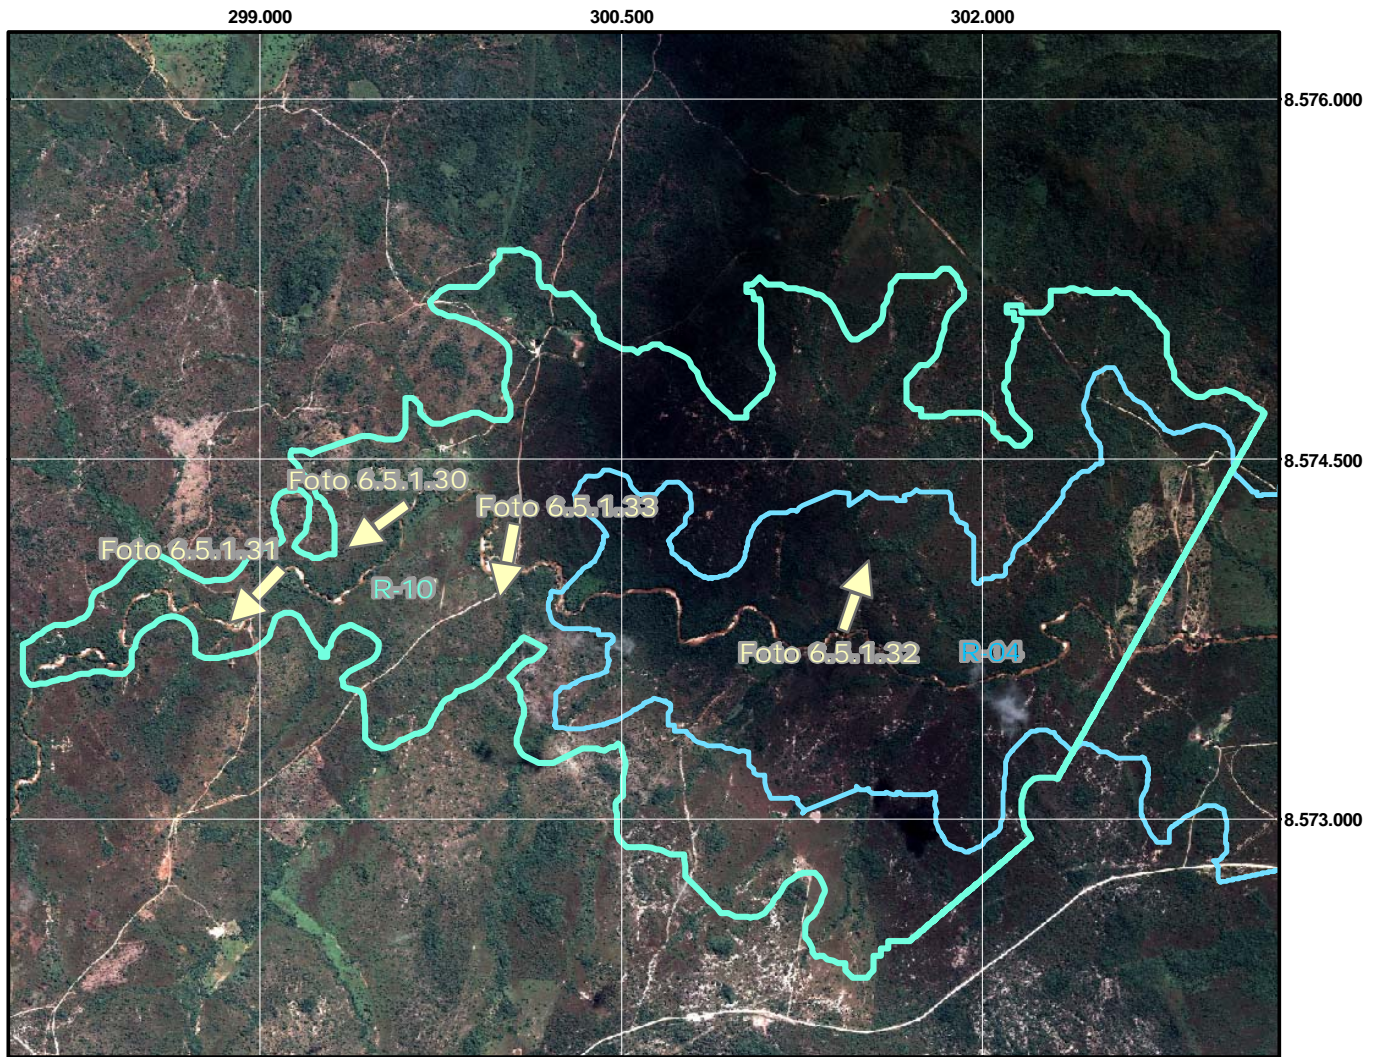 299.000 300.500 302.000
8.576.000
8.574.500
Foto 6.5.1.30
Foto 6.5.1.33
Foto 6.5.1.31
R-10
Foto 6.5.1.32
R-04
8.573.000